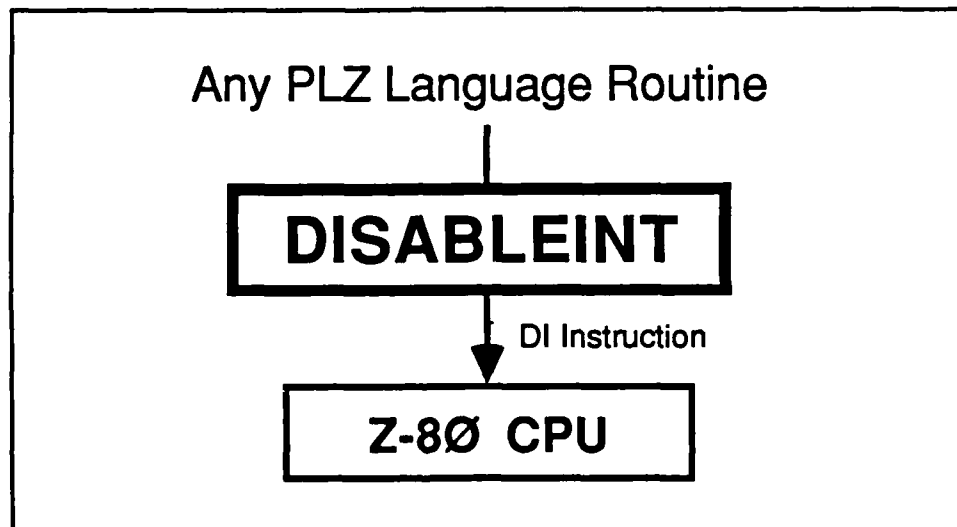 Any PLZ Language Routine
DISABLEINT
DI Instruction
Z-8Ø CPU